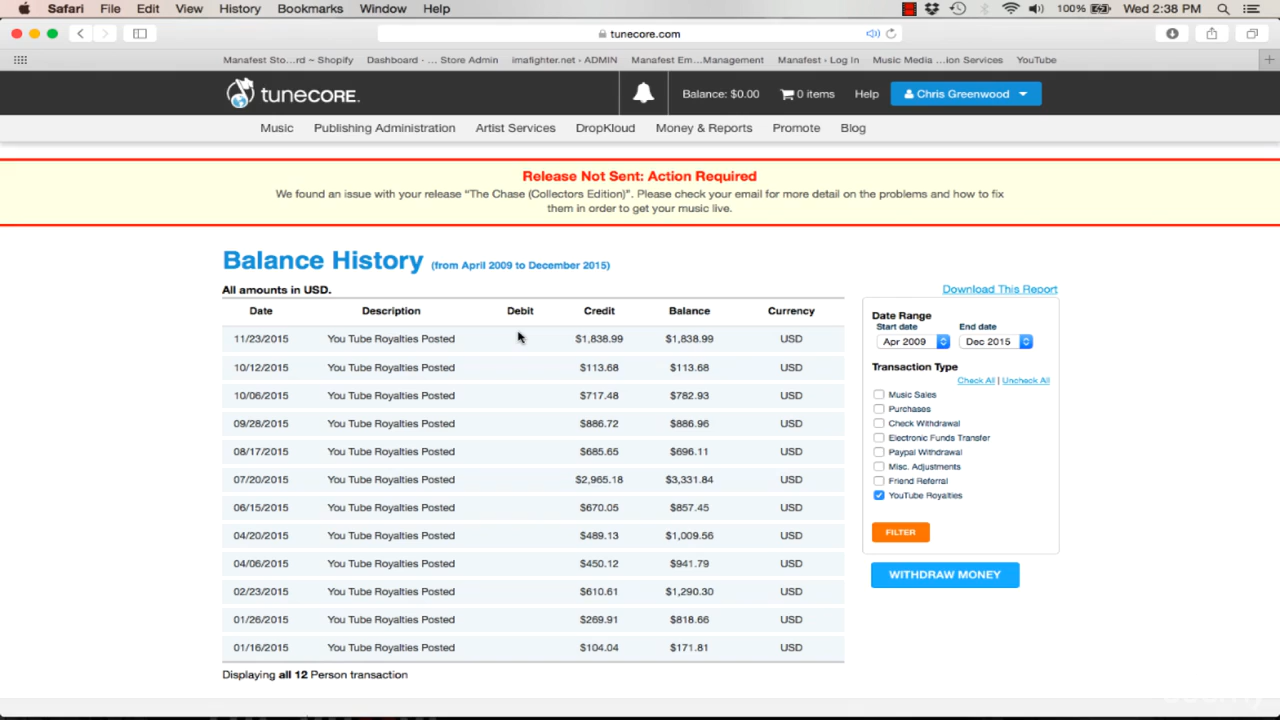 Safari File Edit View History Bookmarks Window Help 100% Wed 2:38 PM
tunecore.com
Manafest Sto...rd ~ Shopify Dashboard - ... Store Admin imafighter.net - ADMIN Manafest Em...Management Manafest - Log In Music Media ...ion Services YouTube
tunecore. Balance: $0.00 0 items Help Chris Greenwood
Music Publishing Administration Artist Services DropKloud Money & Reports Promote Blog
Release Not Sent: Action Required
We found an issue with your release “The Chase (Collectors Edition)”. Please check your email for more detail on the problems and how to fix
them in order to get your music live.
Balance History (from April 2009 to December 2015)
All amounts in USD.
Download This Report
Date Description Debit Credit Balance Currency
11/23/2015 You Tube Royalties Posted $1,838.99 $1,838.99 USD
10/12/2015 You Tube Royalties Posted $113.68 $113.68 USD
10/06/2015 You Tube Royalties Posted $717.48 $782.93 USD
09/28/2015 You Tube Royalties Posted $886.72 $886.96 USD
08/17/2015 You Tube Royalties Posted $685.65 $696.11 USD
07/20/2015 You Tube Royalties Posted $2,965.18 $3,331.84 USD
06/15/2015 You Tube Royalties Posted $670.05 $857.45 USD
04/20/2015 You Tube Royalties Posted $489.13 $1,009.56 USD
04/06/2015 You Tube Royalties Posted $450.12 $941.79 USD
02/23/2015 You Tube Royalties Posted $610.61 $1,290.30 USD
01/26/2015 You Tube Royalties Posted $269.91 $818.66 USD
01/16/2015 You Tube Royalties Posted $104.04 $171.81 USD
Displaying all 12 Person transaction
Date Range
Start date End date
Apr 2009 Dec 2015
Transaction Type
Check All | Uncheck All
Music Sales
Purchases
Check Withdrawal
Electronic Funds Transfer
Paypal Withdrawal
Misc. Adjustments
Friend Referral
YouTube Royalties
FILTER
WITHDRAW MONEY